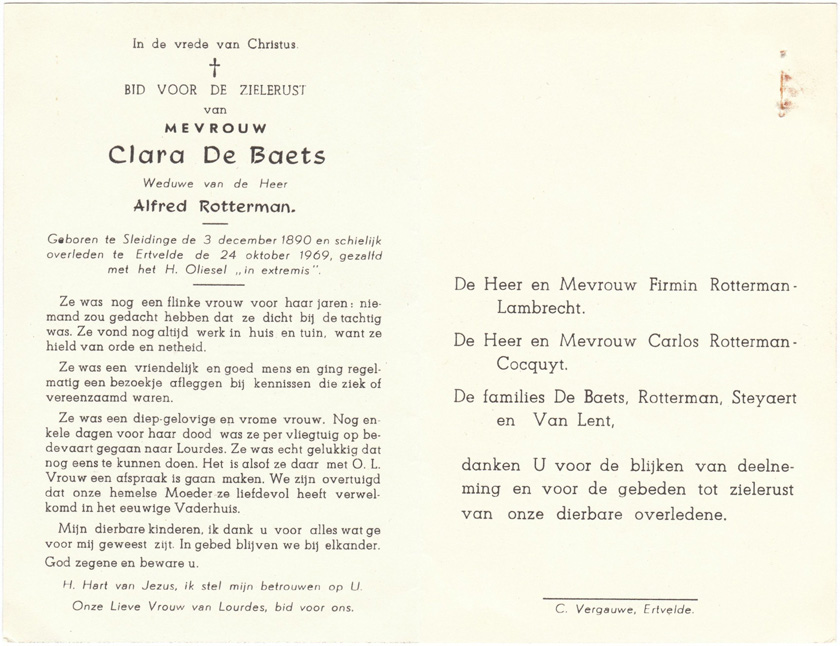 In de vrede van Christus.
BID VOOR DE ZIELERUST
van
MEVROUW
Clara De Baets
Weduwe van de Heer
Alfred Rotterman.
Geboren te Sleidinge de 3 december 1890 en schielijk
overleden te Ertvelde de 24 oktober 1969, gezalfd
met het H. Oliesel „in extremis".
Ze was nog een flinke vrouw voor haar jaren: nie-
mand zou gedacht hebben dat ze dicht bij de tachtig
was. Ze vond nog altijd werk in huis en tuin, want ze
hield van orde en netheid.
Ze was een vriendelijk en goed mens en ging regel-
matig een bezoekje afleggen bij kennissen die ziek of
vereenzaamd waren.
Ze was een diep-gelovige en vrome vrouw. Nog en-
kele dagen voor haar dood was ze per vliegtuig op be-
devaart gegaan naar Lourdes. Ze was echt gelukkig dat
nog eens te kunnen doen. Het is alsof ze daar met O. L.
Vrouw een afspraak is gaan maken. We zijn overtuigd
dat onze hemelse Moeder ze liefdevol heeft verwel-
komd in het eeuwige Vaderhuis.
Mijn dierbare kinderen, ik dank u voor alles wat ge
voor mij geweest zijt. In gebed blijven we bij elkander.
God zegene en beware u.
H. Hart van Jezus, ik stel mijn betrouwen op U.
Onze Lieve Vrouw van Lourdes, bid voor ons.
De Heer en Mevrouw Firmin Rotterman-
Lambrecht.
De Heer en Mevrouw Carlos Rotterman-
Cocquyt.
De families De Baets, Rotterman, Steyaert
en Van Lent,
danken U voor de blijken van deelne-
ming en voor de gebeden tot zielerust
van onze dierbare overledene.
C. Vergauwe, Ertvelde.